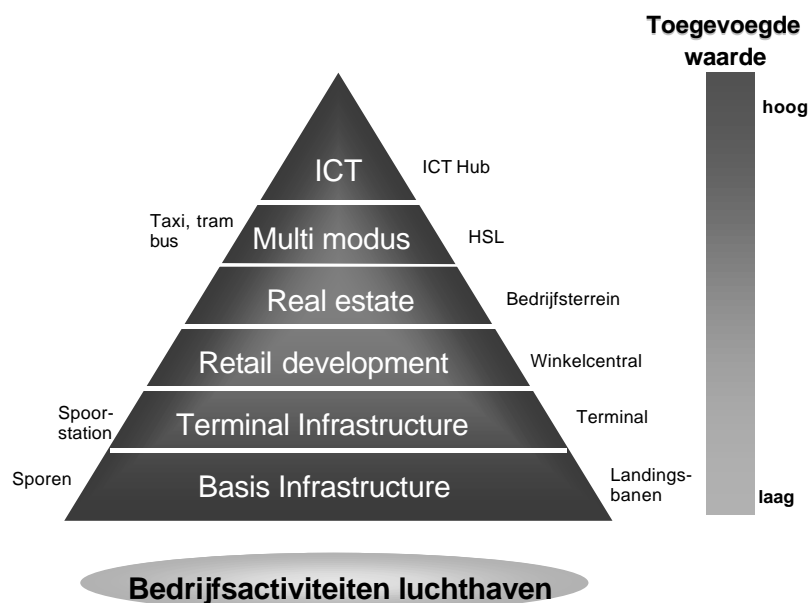 Toegevoegde
waarde
hoog
ICT
ICT Hub
Taxi, tram
bus
Multi modus
HSL
Real estate
Bedrijfsterrein
Retail development
Winkelcentral
Spoor-
station
Terminal Infrastructure
Terminal
Sporen
Basis Infrastructure
Landings-
banen
laag
Bedrijfsactiviteiten luchthaven